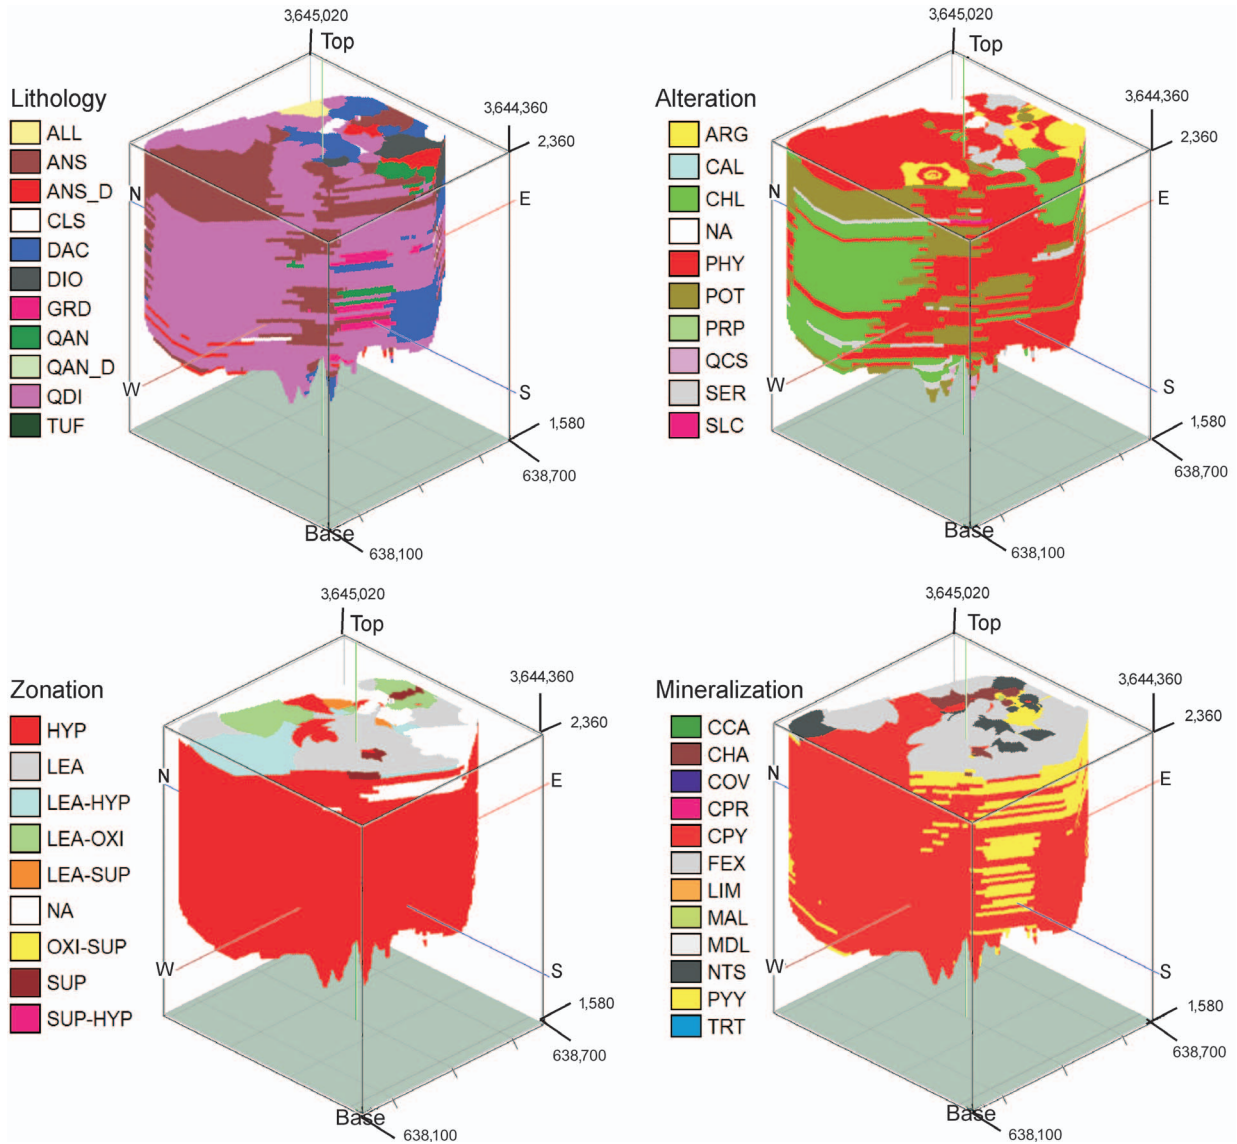 3,645,020
Top
Lithology
ALL
ANS
ANS_D
CLS
DAC
DIO
GRD
QAN
QAN_D
QDI
TUF
3,644,360
2,360
N
E
W
S
1,580
638,700
Base
638,100
3,645,020
Top
Alteration
ARG
CAL
CHL
NA
PHY
POT
PRP
QCS
SER
SLC
3,644,360
2,360
N
E
W
S
1,580
638,700
Base
638,100
3,645,020
Top
Zonation
HYP
LEA
LEA-HYP
LEA-OXI
LEA-SUP
NA
OXI-SUP
SUP
SUP-HYP
3,644,360
2,360
N
E
W
S
1,580
638,700
Base
638,100
3,645,020
Top
Mineralization
CCA
CHA
COV
CPR
CPY
FEX
LIM
MAL
MDL
NTS
PYY
TRT
3,644,360
2,360
N
E
W
S
1,580
638,700
Base
638,100